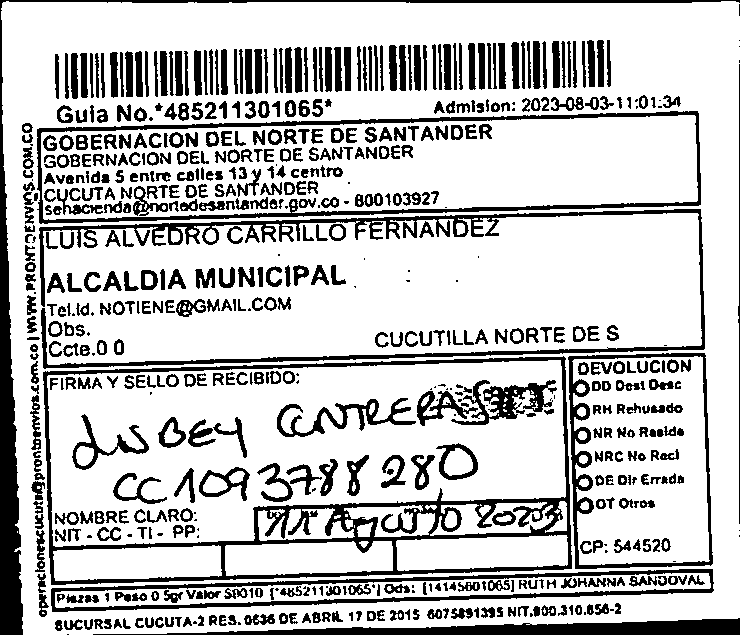 Guia No.*485211301065*
Admision: 2023-08-03-11:01:34
GOBERNACION DEL NORTE DE SANTANDER
GOBERNACION DEL NORTE DE SANTANDER
Avenida 5 entre calles 13 y 14 centro
CUCUTA NORTE DE SANTANDER
sehacienda@nortedesantander.gov.co - 800103927
LUIS ALVEDRO CARRILLO FERNANDEZ
ALCALDIA MUNICIPAL
Tel.Id. NOTIENE@GMAIL.COM
Obs.
Ccte.0 0
CUCUTILLA NORTE DE S
FIRMA Y SELLO DE RECIBIDO:
LISBEY CONTRERAS
CC 1093788280
NOMBRE CLARO:
NIT - CC - TI - PP:
11 Agosto 2023
DEVOLUCION
DD Dest Desc
RH Rehusado
NR No Reside
NRC No Recl
DE Dir Errada
OT Otros
CP: 544520
Piezas 1 Peso 0.5gr Valor $8010 [*485211301065*] Ods: [14145601065] RUTH JOHANNA SANDOVAL
SUCURSAL CUCUTA-2 RES. 0636 DE ABRIL 17 DE 2015 6075891395 NIT.900.310.856-2
operacionescucuta@prontoenvios.com.co | WWW.PRONTOENVIOS.COM.CO